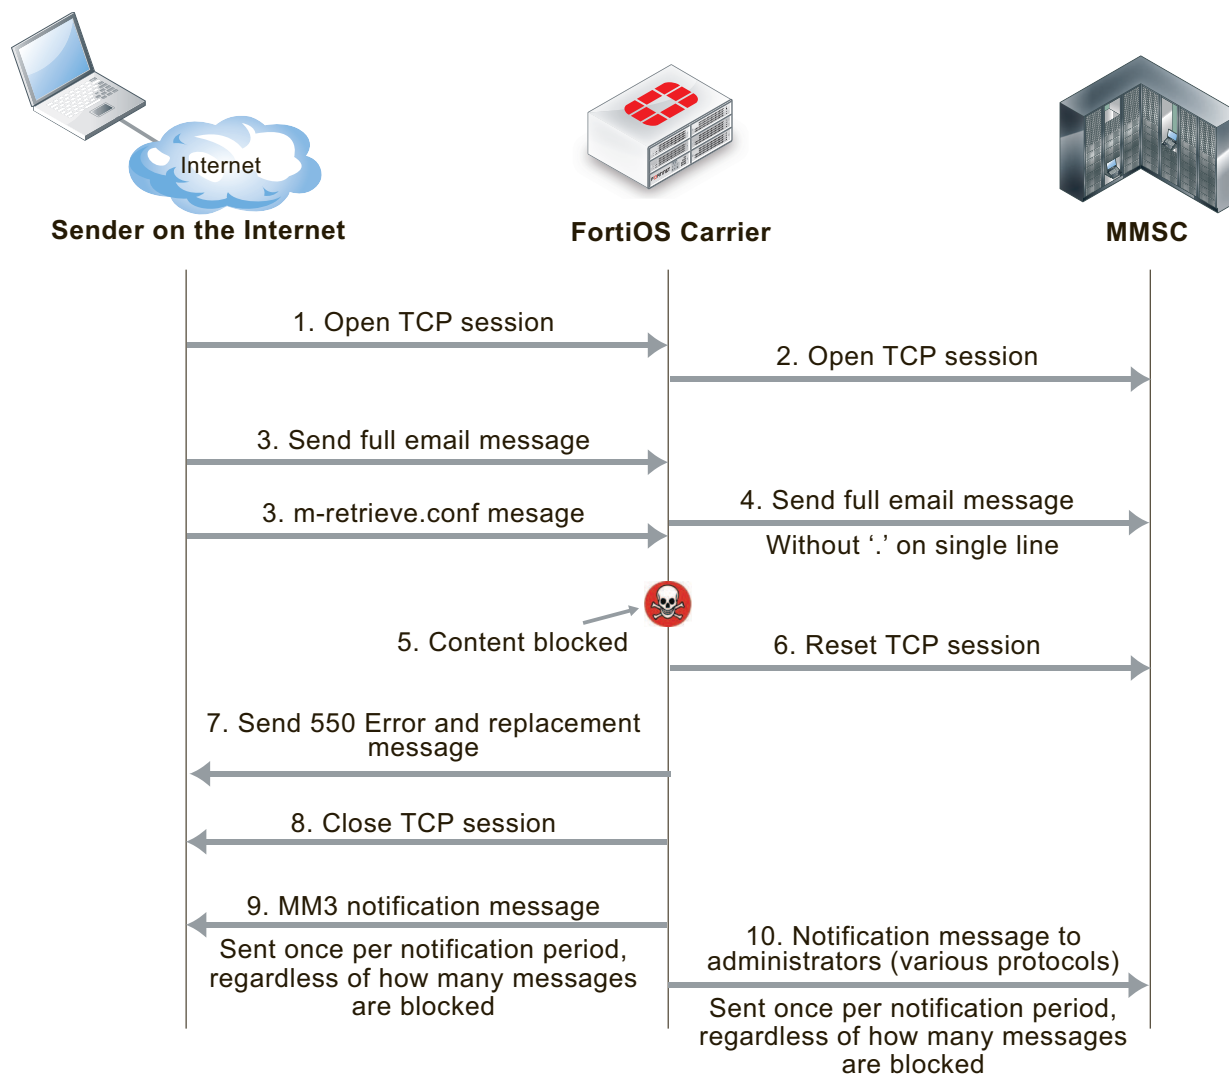 Internet
Sender on the Internet
FORTINET
FortiOS Carrier
MMSC
1. Open TCP session
2. Open TCP session
3. Send full email message
3. m-retrieve.conf mesage
4. Send full email message
Without ‘.’ on single line
5. Content blocked
6. Reset TCP session
7. Send 550 Error and replacement
message
8. Close TCP session
9. MM3 notification message
Sent once per notification period,
regardless of how many messages
are blocked
10. Notification message to
administrators (various protocols)
Sent once per notification period,
regardless of how many messages
are blocked